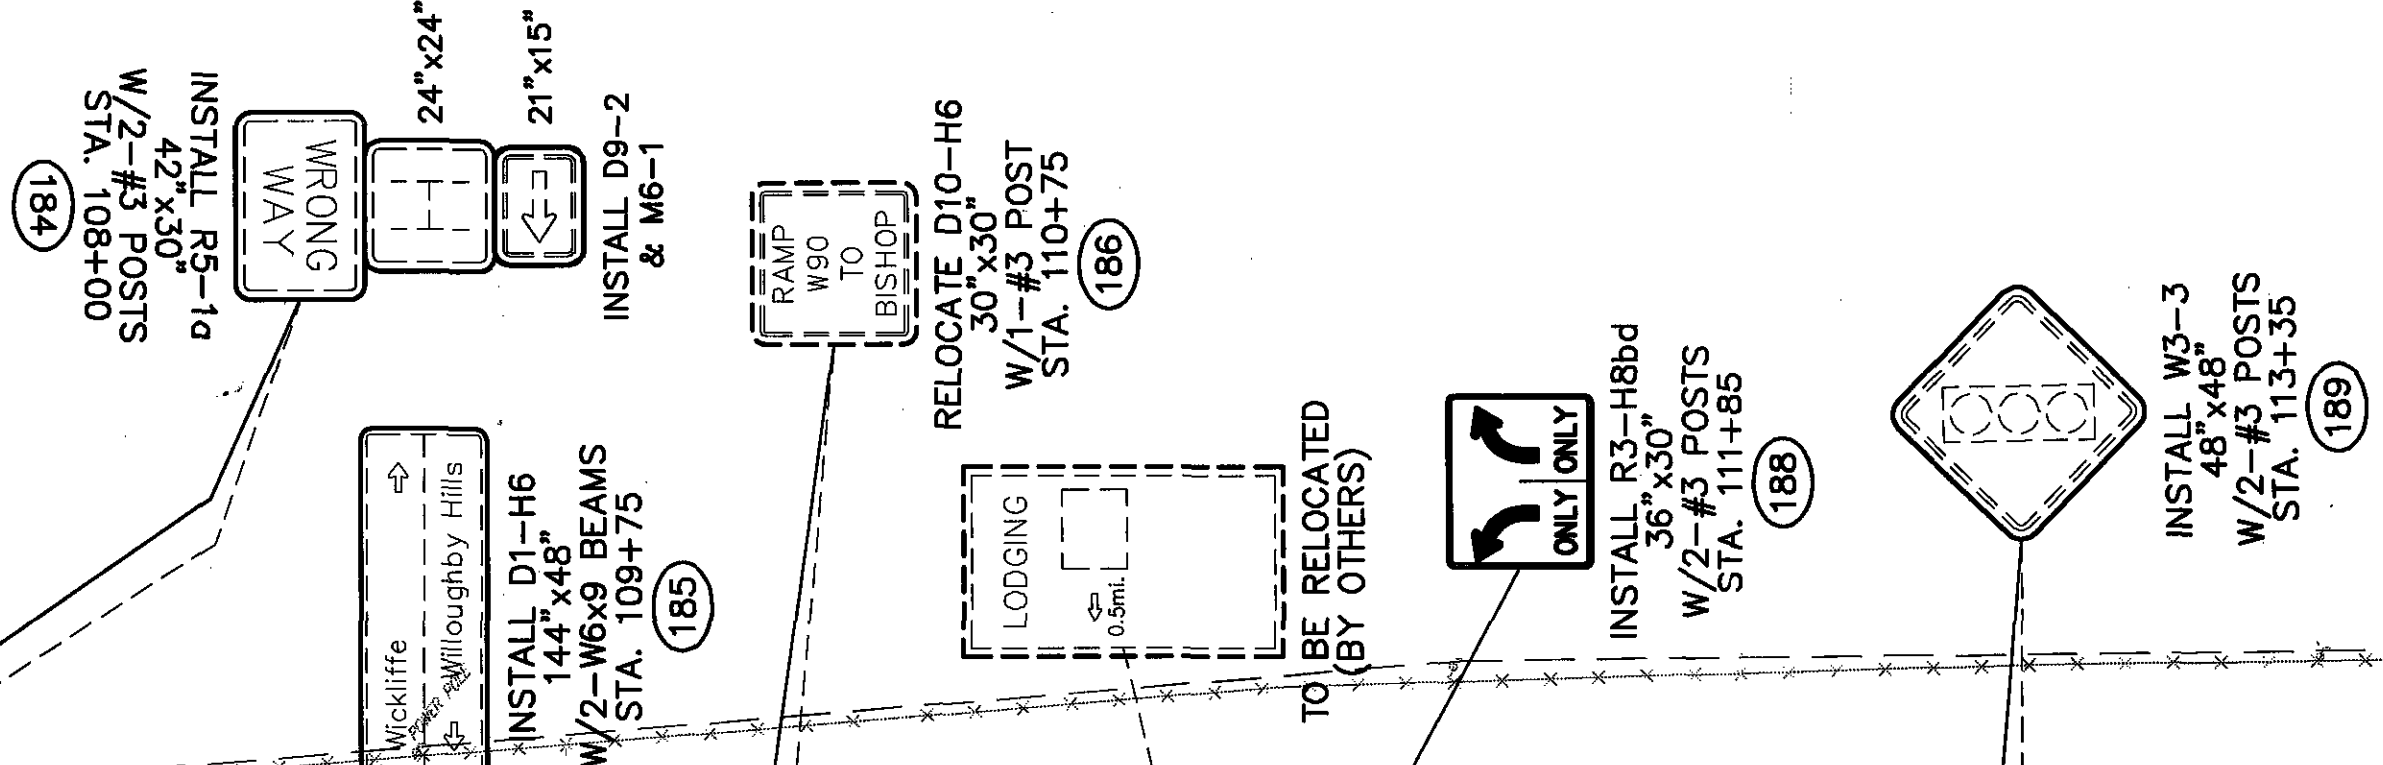 184
INSTALL R5-1a
42"x30"
W/2-#3 POSTS
STA. 108+00
WRONG
WAY
H
24"x24"
21"x15"
INSTALL D9-2
& M6-1
Wickliffe
Willoughby Hills
POWER POLE
INSTALL D1-H6
144"x48"
W/2-W6x9 BEAMS
STA. 109+75
185
RAMP
W90
TO
BISHOP
RELOCATE D10-H6
30"x30"
W/1-#3 POST
STA. 110+75
186
LODGING
0.5mi.
TO BE RELOCATED
(BY OTHERS)
ONLY ONLY
INSTALL R3-H8bd
36"x30"
W/2-#3 POSTS
STA. 111+85
188
INSTALL W3-3
48"x48"
W/2-#3 POSTS
STA. 113+35
189